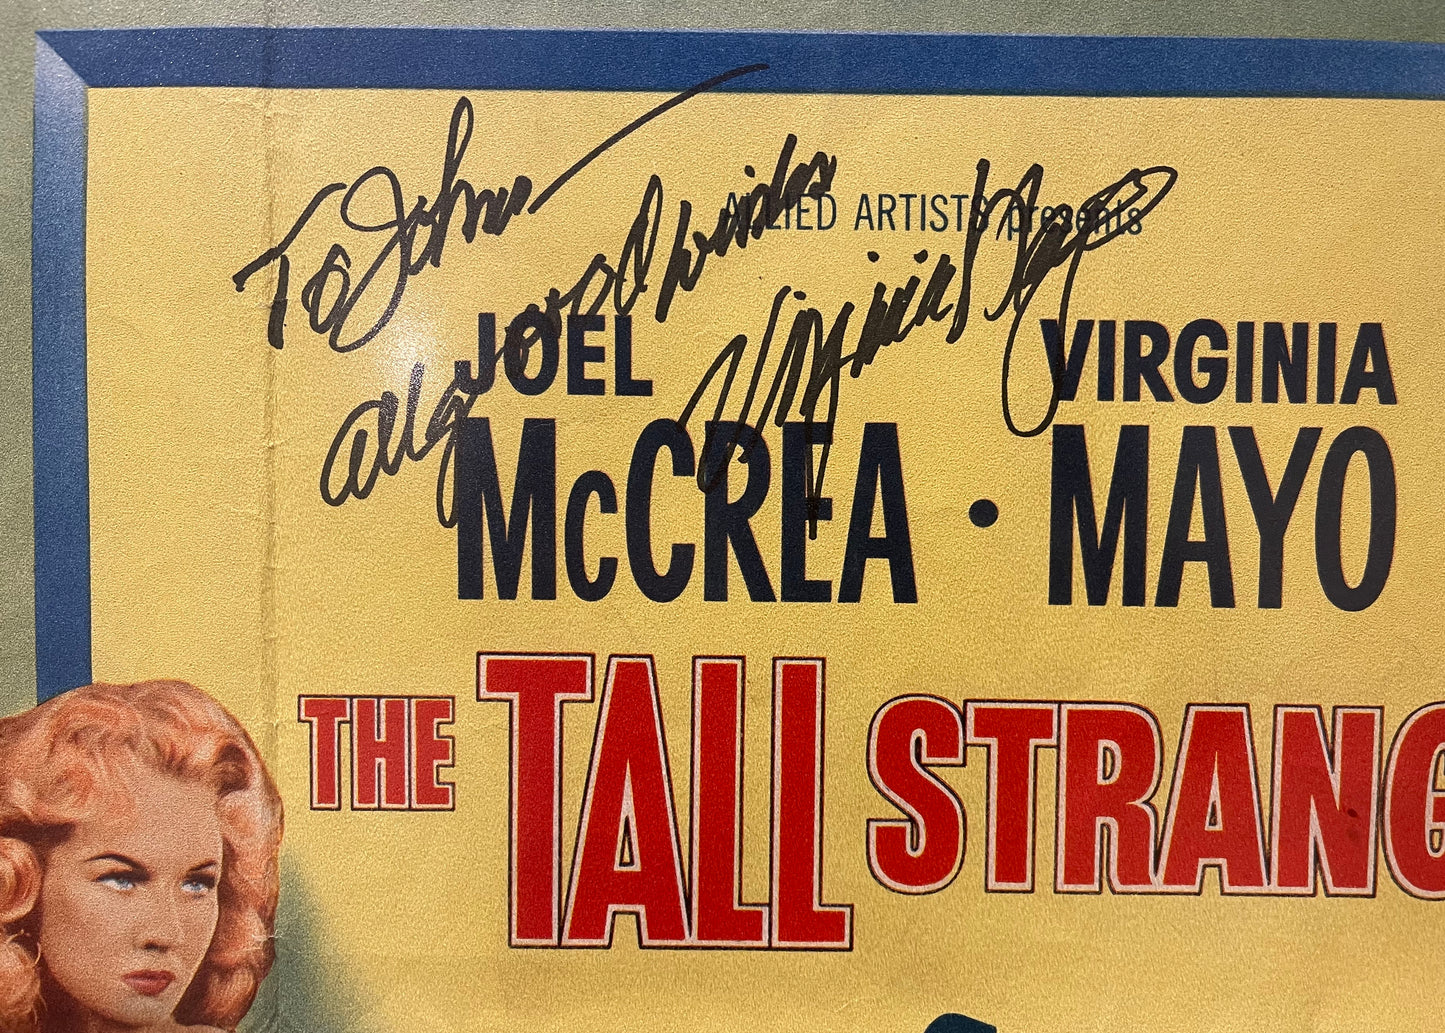 To John
All good wishes
Virginia Mayo
ALLIED ARTISTS presents
JOEL
McCREA • VIRGINIA
MAYO
THE TALL STRANG